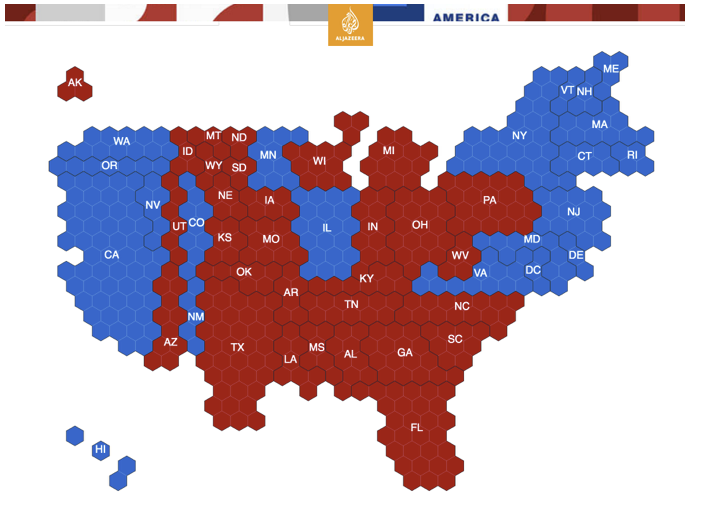 AMERICA
ALJAZEERA
AK
ME
VT NH
WA
MT ND
NY
MA
OR
ID
MN
WI
MI
CT
RI
WY SD
NV
NE
IA
PA
UT CO
IL
IN
OH
NJ
KS
MO
MD
CA
WV
DE
OK
KY
VA
DC
AR
TN
NC
NM
AZ
TX
MS
AL
GA
SC
LA
FL
HI